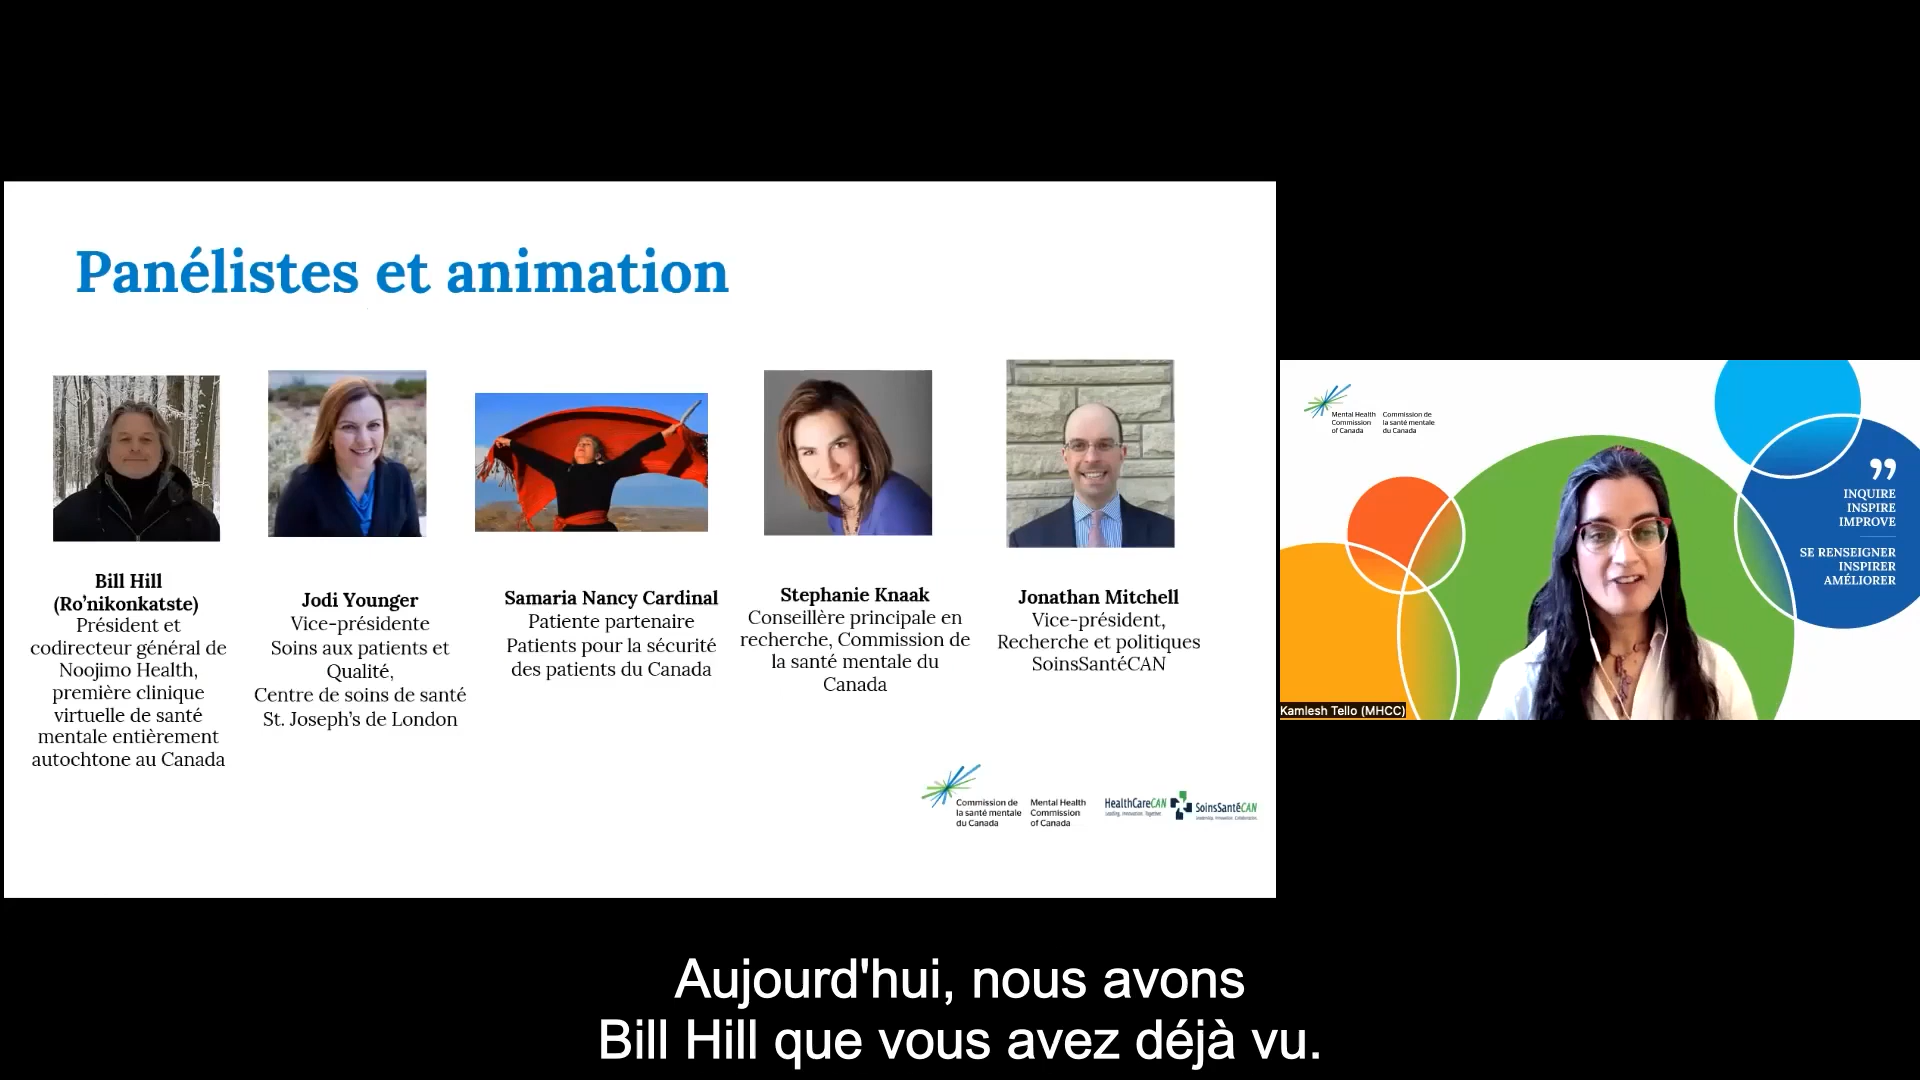 Panélistes et animation
Bill Hill
(Ro’nikonkatste)
Président et
codirecteur général de
Noojimo Health,
première clinique
virtuelle de santé
mentale entièrement
autochtone au Canada
Jodi Younger
Vice-présidente
Soins aux patients et
Qualité,
Centre de soins de santé
St. Joseph’s de London
Samaria Nancy Cardinal
Patiente partenaire
Patients pour la sécurité
des patients du Canada
Stephanie Knaak
Conseillère principale en
recherche, Commission de
la santé mentale du
Canada
Jonathan Mitchell
Vice-président,
Recherche et politiques
SoinsSantéCAN
Commission de
la santé mentale
du Canada
Mental Health
Commission
of Canada
HealthCareCAN
Leading. Innovation. Together.
SoinsSantéCAN
Mental Health
Commission
of Canada
Commission de
la santé mentale
du Canada
INQUIRE
INSPIRE
IMPROVE
SE RENSEIGNER
INSPIRER
AMÉLIORER
Kamlesh Tello (MHCC)
Aujourd'hui, nous avons
Bill Hill que vous avez déjà vu.